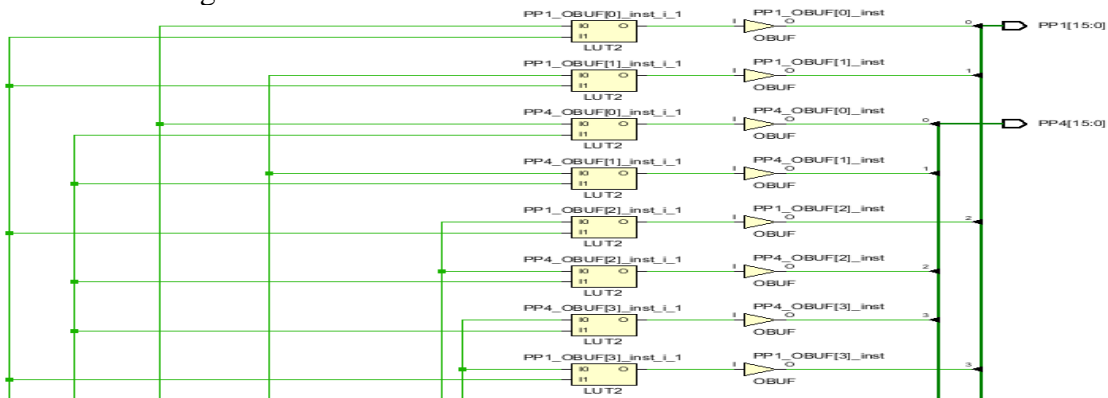 PP1_OBUF[0]_inst_i_1
PP1_OBUF[0]_inst
I0 O
I1
LUT2
I O
OBUF
0
PP1[15:0]
PP1_OBUF[1]_inst_i_1
PP1_OBUF[1]_inst
I0 O
I1
LUT2
I O
OBUF
1
PP4_OBUF[0]_inst_i_1
PP4_OBUF[0]_inst
I0 O
I1
LUT2
I O
OBUF
0
PP4[15:0]
PP4_OBUF[1]_inst_i_1
PP4_OBUF[1]_inst
I0 O
I1
LUT2
I O
OBUF
1
PP1_OBUF[2]_inst_i_1
PP1_OBUF[2]_inst
I0 O
I1
LUT2
I O
OBUF
2
PP4_OBUF[2]_inst_i_1
PP4_OBUF[2]_inst
I0 O
I1
LUT2
I O
OBUF
2
PP4_OBUF[3]_inst_i_1
PP4_OBUF[3]_inst
I0 O
I1
LUT2
I O
OBUF
3
PP1_OBUF[3]_inst_i_1
PP1_OBUF[3]_inst
I0 O
I1
LUT2
I O
OBUF
3